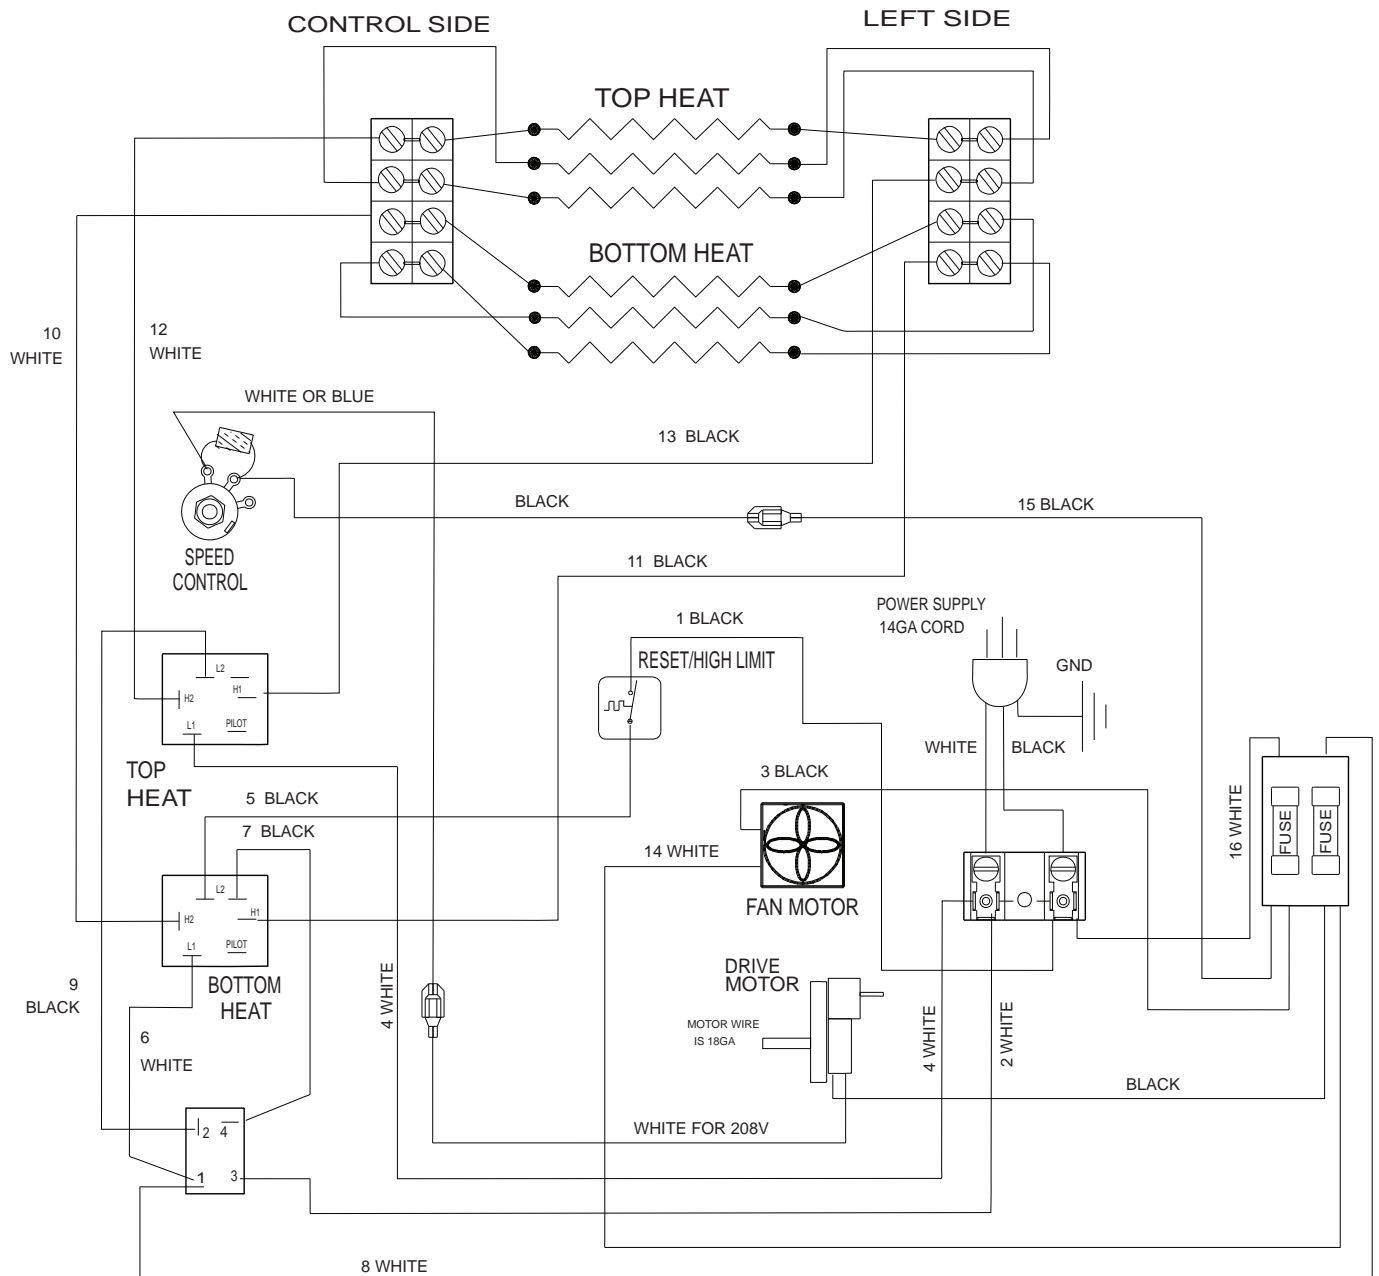 CONTROL SIDE
LEFT SIDE
TOP HEAT
BOTTOM HEAT
10
WHITE
12
WHITE
WHITE OR BLUE
13 BLACK
BLACK
15 BLACK
SPEED
CONTROL
11 BLACK
POWER SUPPLY
14GA CORD
1 BLACK
RESET/HIGH LIMIT
GND
L2
H1
H2
L1
PILOT
WHITE
BLACK
TOP
HEAT
3 BLACK
5 BLACK
7 BLACK
16 WHITE
FUSE
FUSE
14 WHITE
FAN MOTOR
L2
H1
H2
L1
PILOT
BOTTOM
HEAT
9
BLACK
4 WHITE
DRIVE
MOTOR
MOTOR WIRE
IS 18GA
6
WHITE
4 WHITE
2 WHITE
BLACK
2 4
WHITE FOR 208V
1 3
8 WHITE